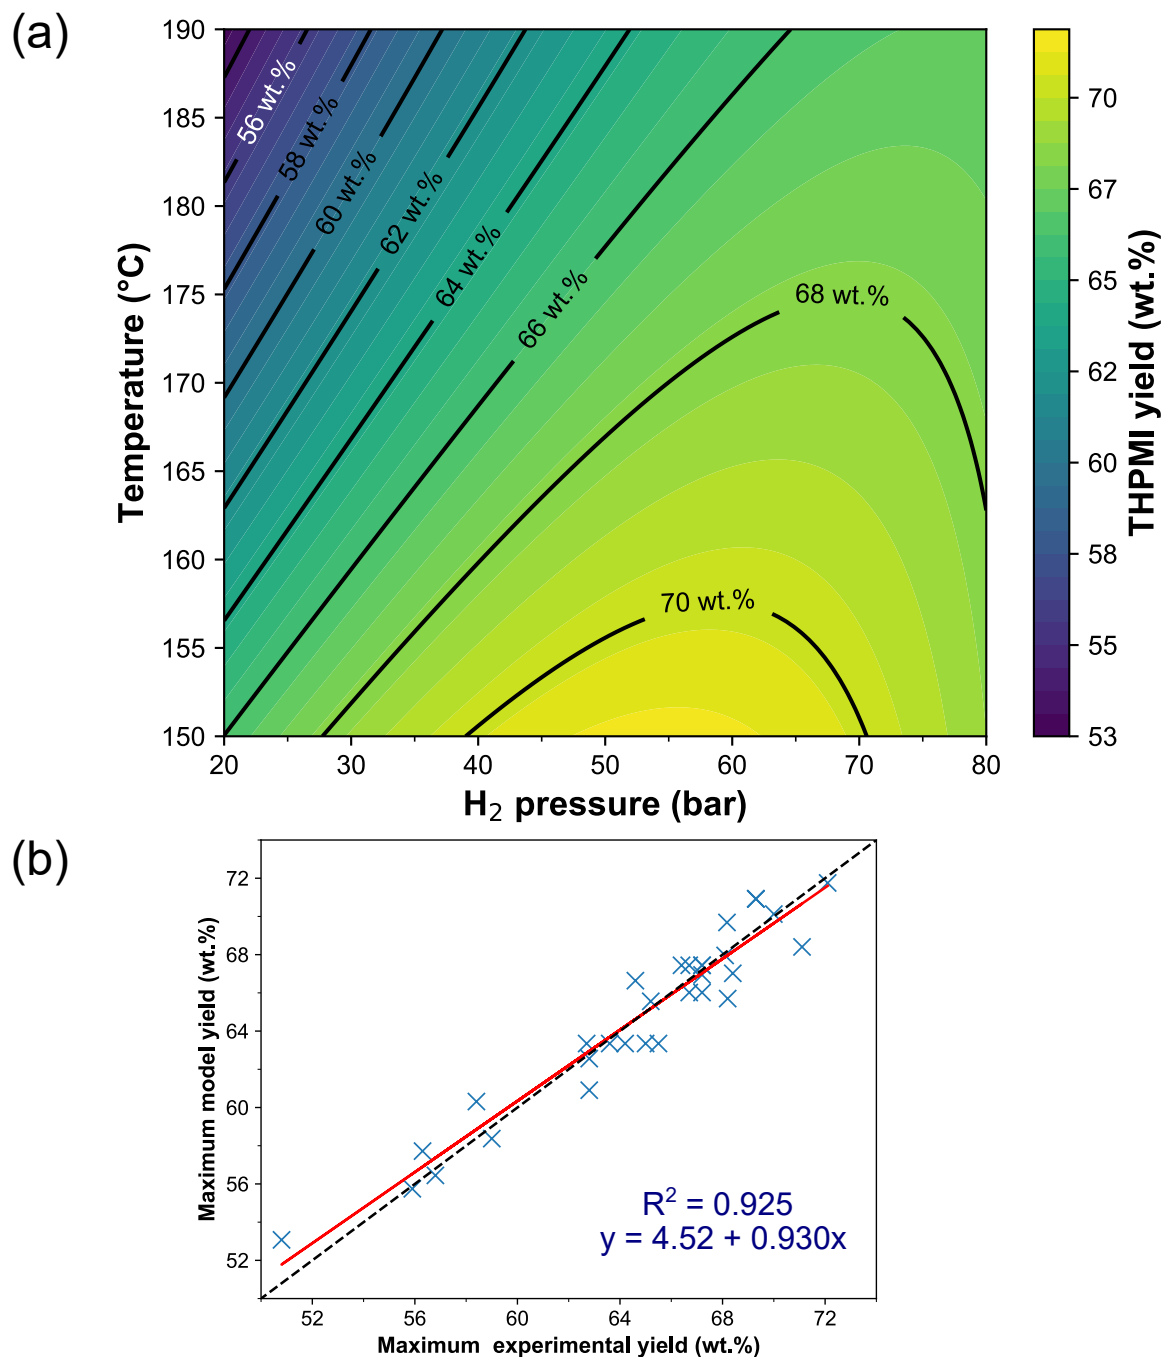 (a)
190
185
180
175
170
165
160
155
150
20
30
40
50
60
70
80
Temperature (°C)
H₂ pressure (bar)
56 wt.%
58 wt.%
60 wt.%
62 wt.%
64 wt.%
66 wt.%
68 wt.%
70 wt.%
70
67
65
62
60
58
55
53
THPMI yield (wt.%)
(b)
72
68
64
60
56
52
52
56
60
64
68
72
Maximum model yield (wt.%)
Maximum experimental yield (wt.%)
R² = 0.925
y = 4.52 + 0.930x